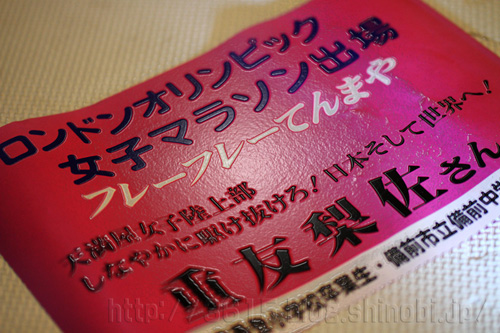 ロンドンオリンピック
女子マラソン出場
フレーフレーてんまや
天満屋女子陸上部
しなやかに駆け抜けろ！日本そして世界へ！
重友梨佐さん
卒業生・備前市立備前中